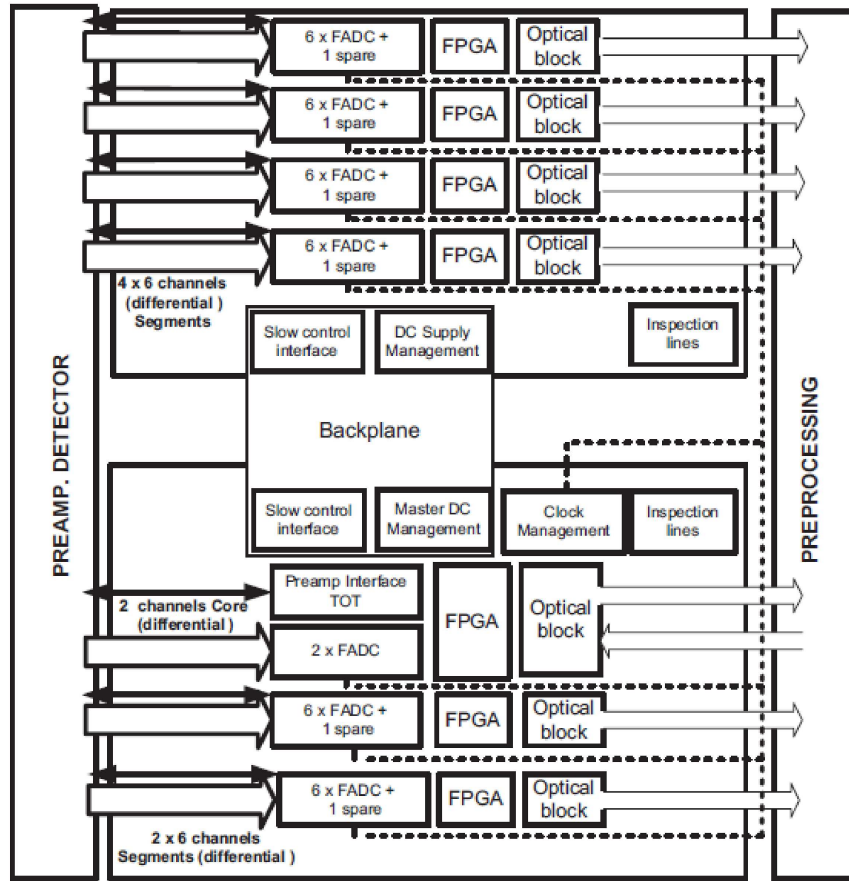 PREAMP. DETECTOR
6 x FADC +
1 spare
FPGA
Optical
block
6 x FADC +
1 spare
FPGA
Optical
block
6 x FADC +
1 spare
FPGA
Optical
block
6 x FADC +
1 spare
FPGA
Optical
block
4 x 6 channels
(differential )
Segments
Slow control
interface
DC Supply
Management
Inspection
lines
Backplane
Slow control
interface
Master DC
Management
Clock
Management
Inspection
lines
Preamp Interface
TOT
2 channels Core
(differential )
2 x FADC
FPGA
Optical
block
6 x FADC +
1 spare
FPGA
Optical
block
6 x FADC +
1 spare
FPGA
Optical
block
2 x 6 channels
Segments (differential )
PREPROCESSING